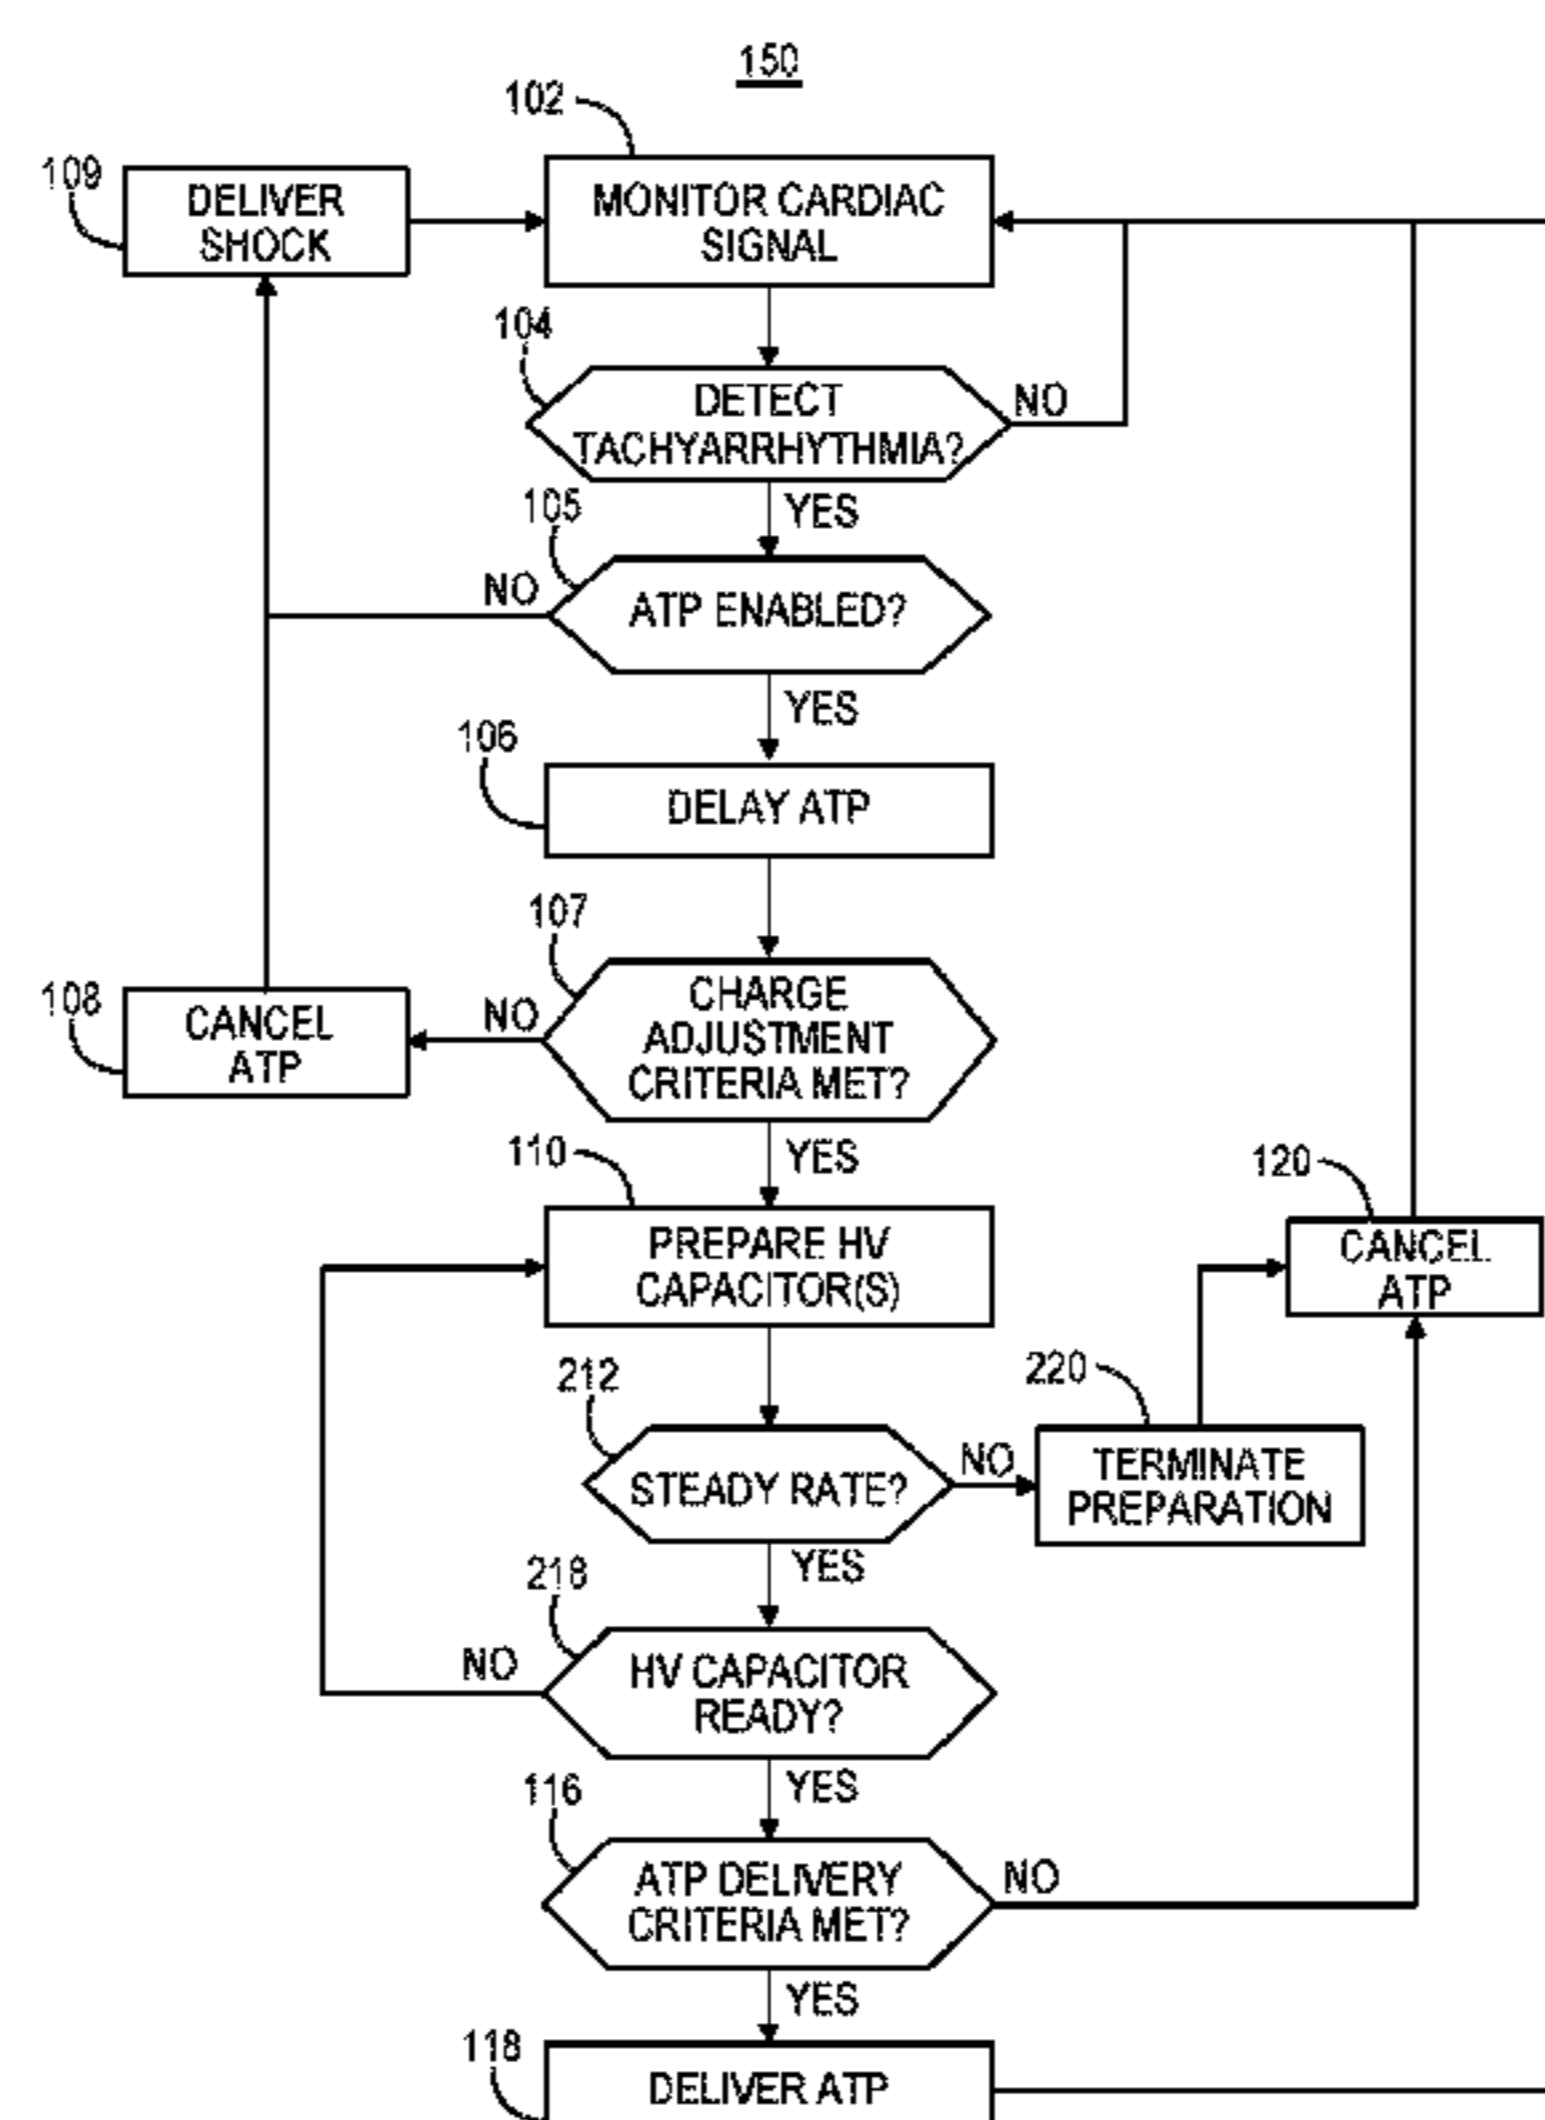 150
102
109
DELIVER
SHOCK
MONITOR CARDIAC
SIGNAL
104
DETECT
TACHYARRHYTHMIA?
NO
YES
105
NO
ATP ENABLED?
YES
106
DELAY ATP
107
CHARGE
ADJUSTMENT
CRITERIA MET?
NO
108
CANCEL
ATP
YES
110
PREPARE HV
CAPACITOR(S)
120
CANCEL
ATP
212
STEADY RATE?
NO
220
TERMINATE
PREPARATION
YES
218
NO
HV CAPACITOR
READY?
YES
116
ATP DELIVERY
CRITERIA MET?
NO
YES
118
DELIVER ATP